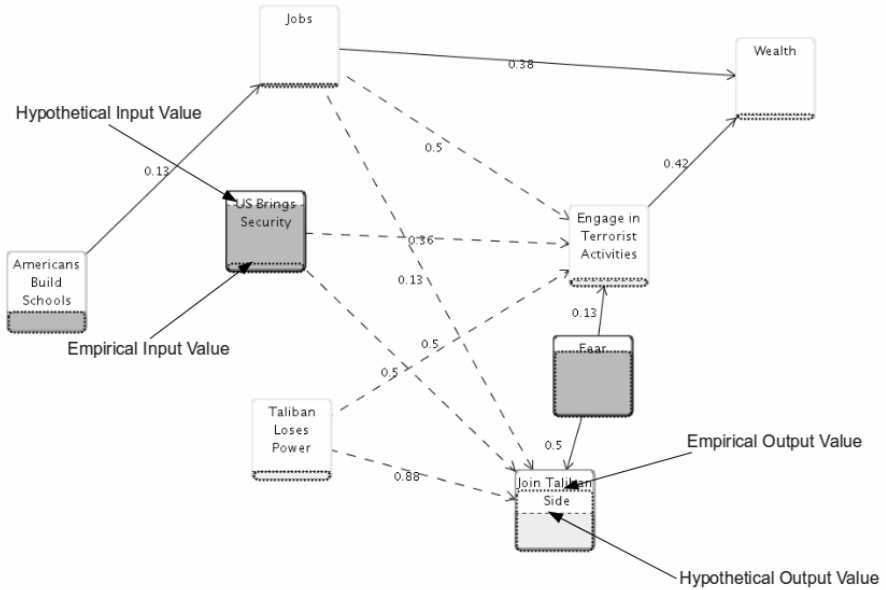 Jobs
Wealth
0.38
Hypothetical Input Value
0.5
0.42
0.13
US Brings
Security
Engage in
Terrorist
Activities
0.36
Americans
Build
Schools
0.13
0.13
Empirical Input Value
0.5
Fear
0.5
Taliban
Loses
Power
0.5
Empirical Output Value
0.88
Join Taliban
Side
Hypothetical Output Value